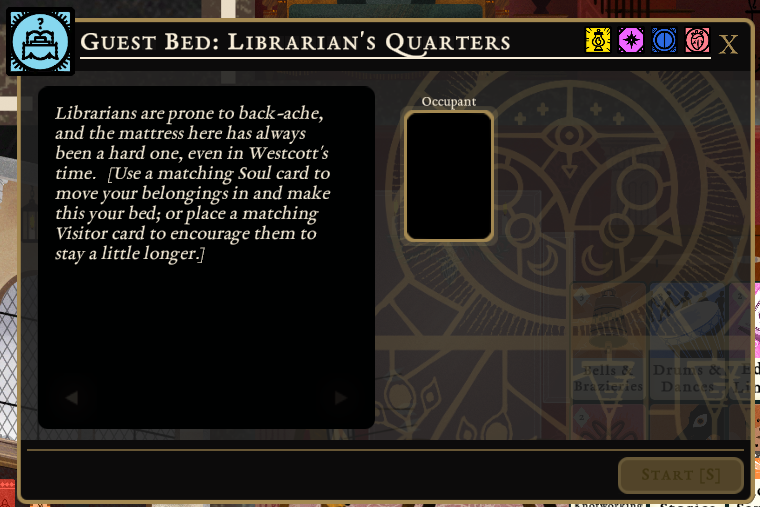 ?
Guest Bed: Librarian's Quarters
X
Librarians are prone to back-ache,
and the mattress here has always
been a hard one, even in Westcott's
time. [Use a matching Soul card to
move your belongings in and make
this your bed; or place a matching
Visitor card to encourage them to
stay a little longer.]
Occupant
Bells &
Brazieries
Drums &
Dances
Start [S]